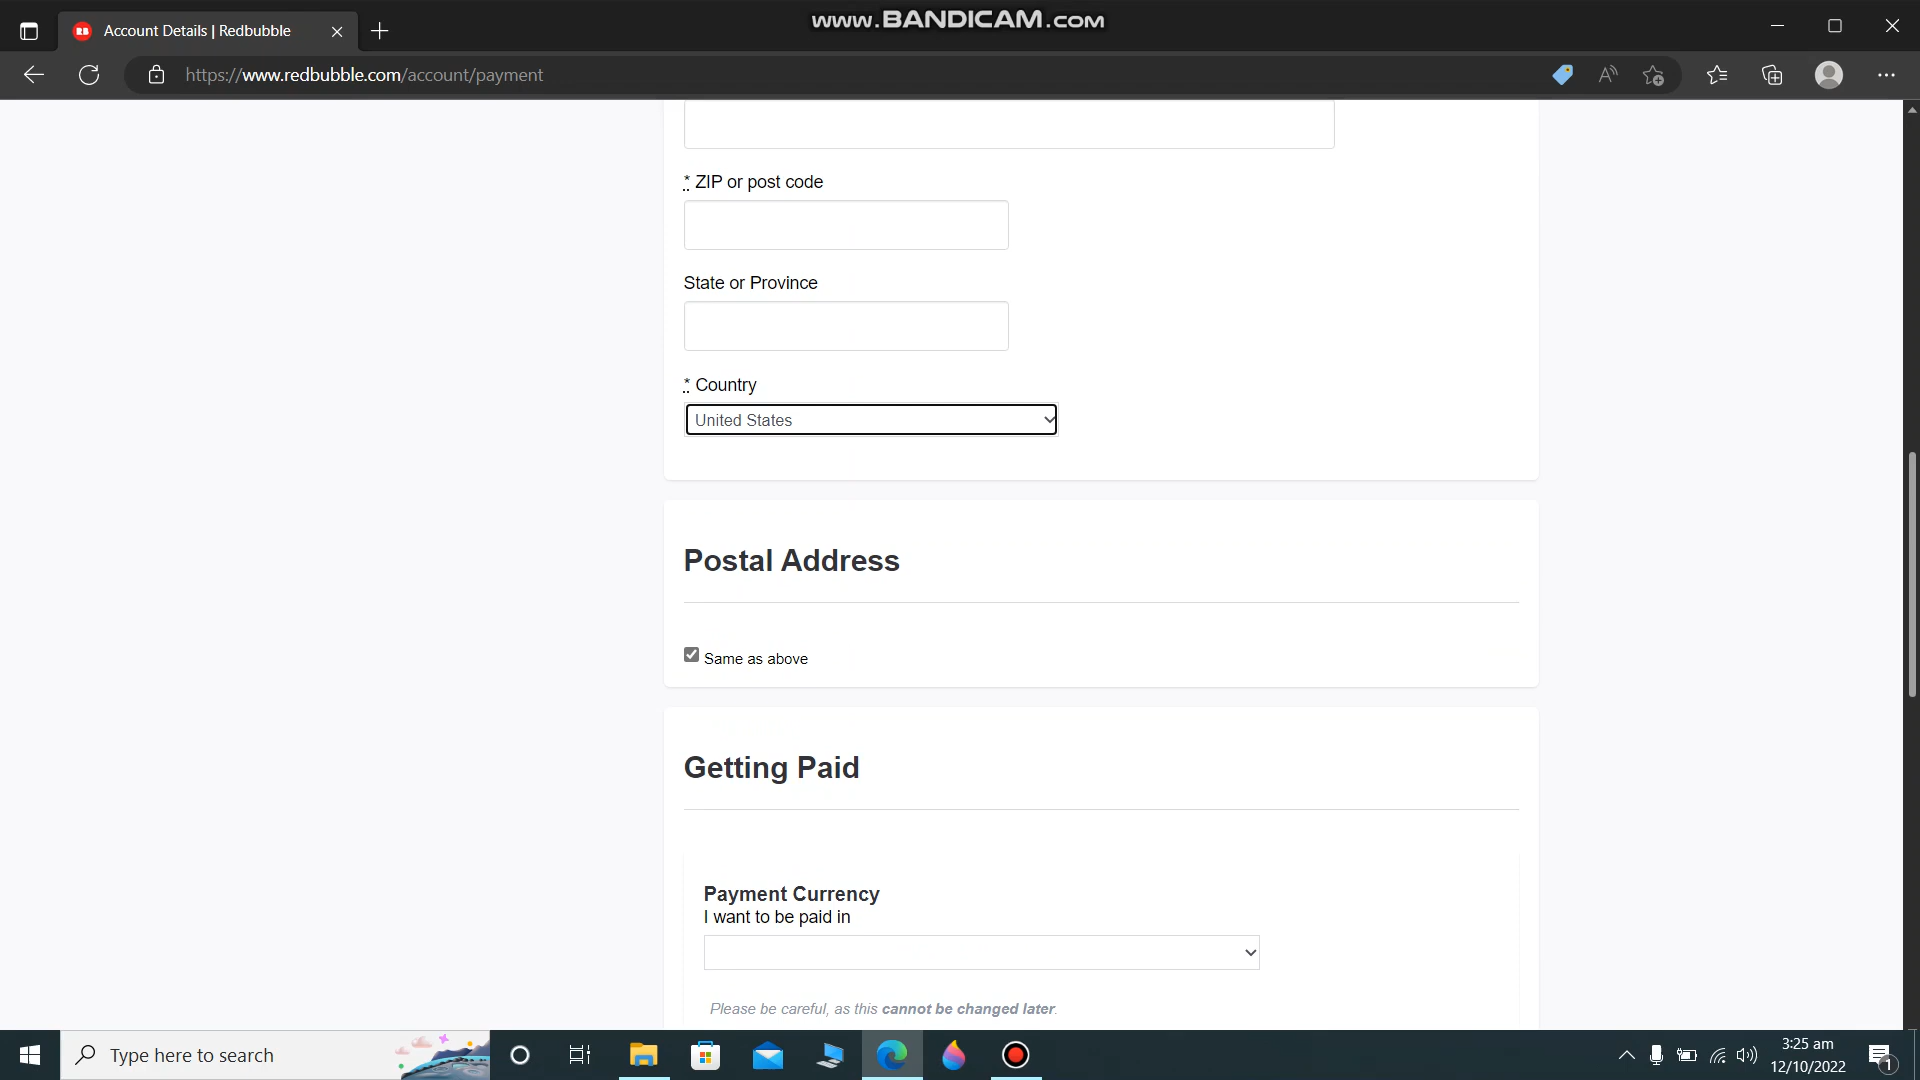 www.BANDICAM.com
Account Details | Redbubble
https://www.redbubble.com/account/payment
* ZIP or post code
State or Province
* Country
United States
Postal Address
Same as above
Getting Paid
Payment Currency
I want to be paid in
Please be careful, as this cannot be changed later.
Type here to search
3:25 am
12/10/2022
1